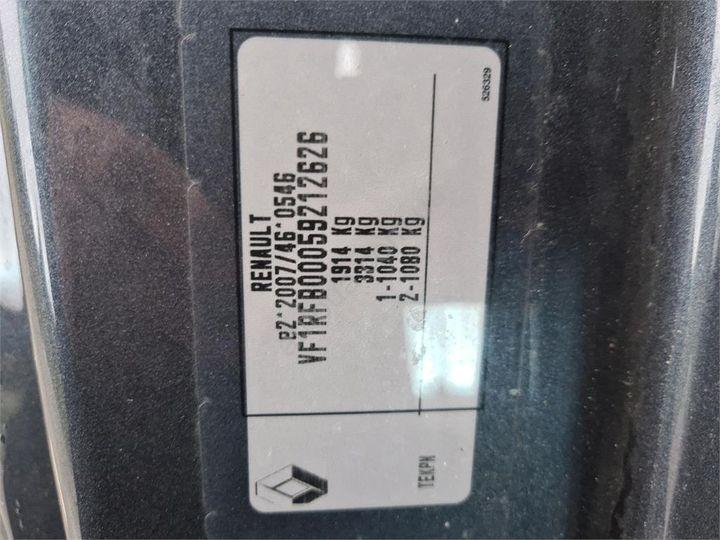 RENAULT
e2*2007/46*0546
VF1RFB00059212626
1914 Kg
3314 Kg
1-1040 Kg
2-1080 Kg
TEKPN
526329